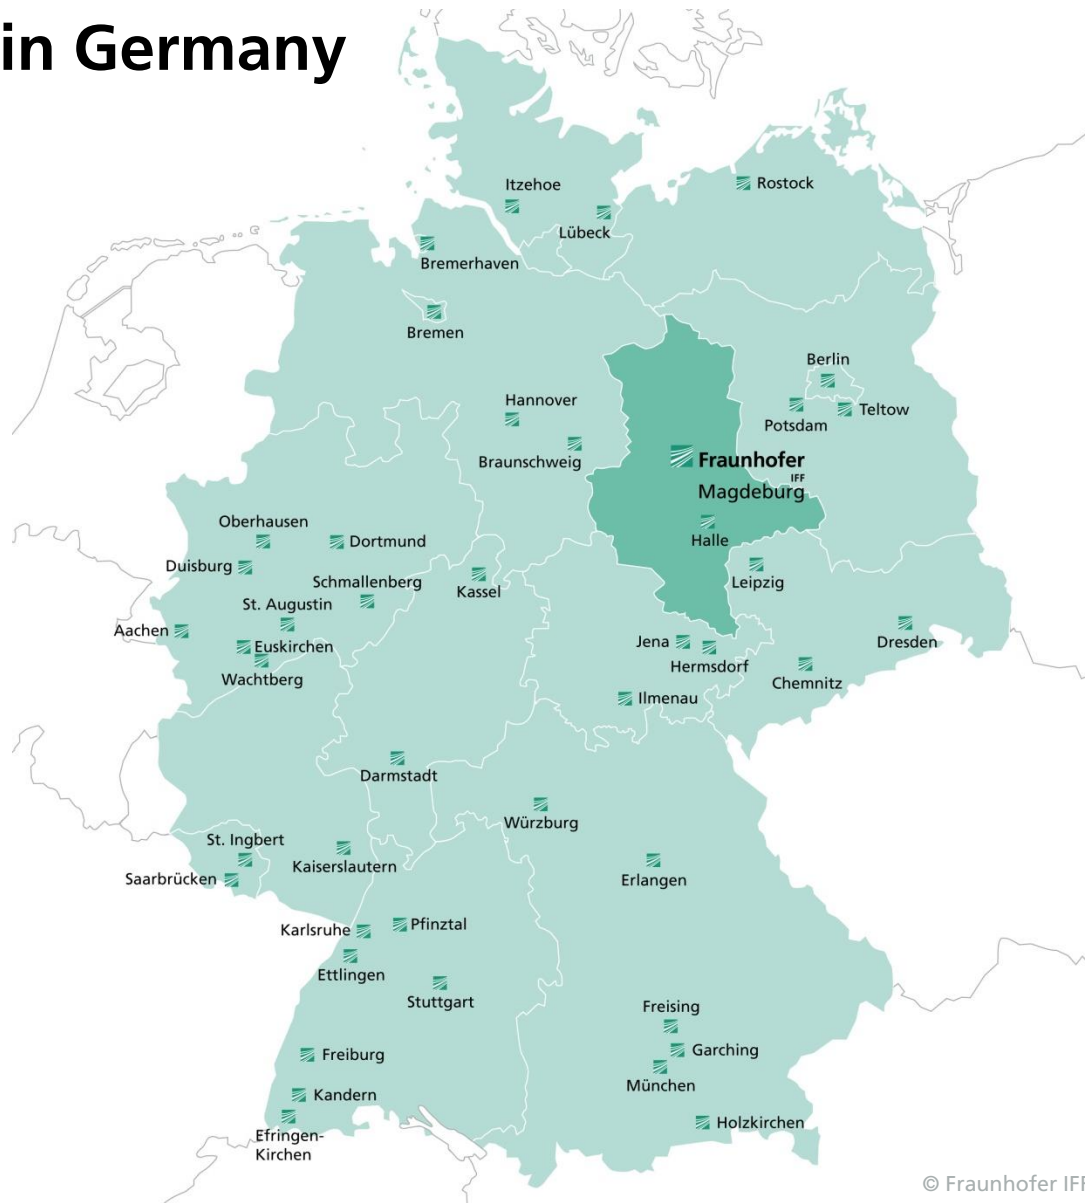 in Germany
Itzehoe
Rostock
Lübeck
Bremerhaven
Bremen
Berlin
Hannover
Teltow
Potsdam
Braunschweig
Fraunhofer
IFF
Magdeburg
Oberhausen
Dortmund
Halle
Duisburg
Schmallenberg
Kassel
Leipzig
St. Augustin
Aachen
Euskirchen
Jena
Dresden
Hermsdorf
Wachtberg
Chemnitz
Ilmenau
Darmstadt
Würzburg
St. Ingbert
Kaiserslautern
Saarbrücken
Erlangen
Karlsruhe
Pfinztal
Ettlingen
Stuttgart
Freising
Freiburg
Garching
München
Kandern
Holzkirchen
Efringen-
Kirchen
© Fraunhofer IFF